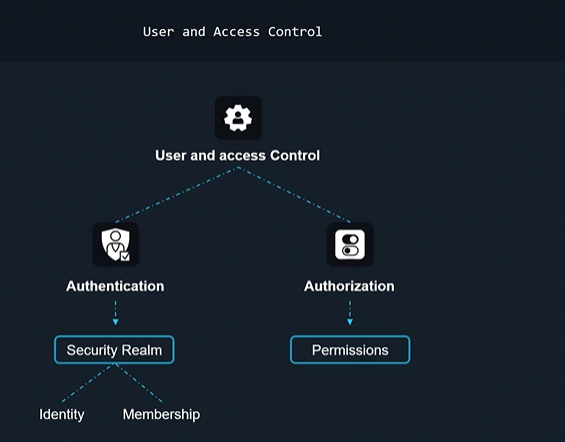 User and Access Control
User and access Control
Authentication
Authorization
Security Realm
Permissions
Identity
Membership